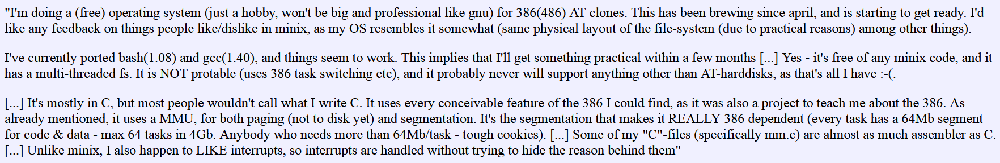 "I'm doing a (free) operating system (just a hobby, won't be big and professional like gnu) for 386(486) AT clones. This has been brewing since april, and is starting to get ready. I'd
like any feedback on things people like/dislike in minix, as my OS resembles it somewhat (same physical layout of the file-system (due to practical reasons) among other things).
I've currently ported bash(1.08) and gcc(1.40), and things seem to work. This implies that I'll get something practical within a few months [...] Yes - it's free of any minix code, and it
has a multi-threaded fs. It is NOT protable (uses 386 task switching etc), and it probably never will support anything other than AT-harddisks, as that's all I have :-(.
[...] It's mostly in C, but most people wouldn't call what I write C. It uses every conceivable feature of the 386 I could find, as it was also a project to teach me about the 386. As
already mentioned, it uses a MMU, for both paging (not to disk yet) and segmentation. It's the segmentation that makes it REALLY 386 dependent (every task has a 64Mb segment
for code & data - max 64 tasks in 4Gb. Anybody who needs more than 64Mb/task - tough cookies). [...] Some of my "C"-files (specifically mm.c) are almost as much assembler as C.
[...] Unlike minix, I also happen to LIKE interrupts, so interrupts are handled without trying to hide the reason behind them"